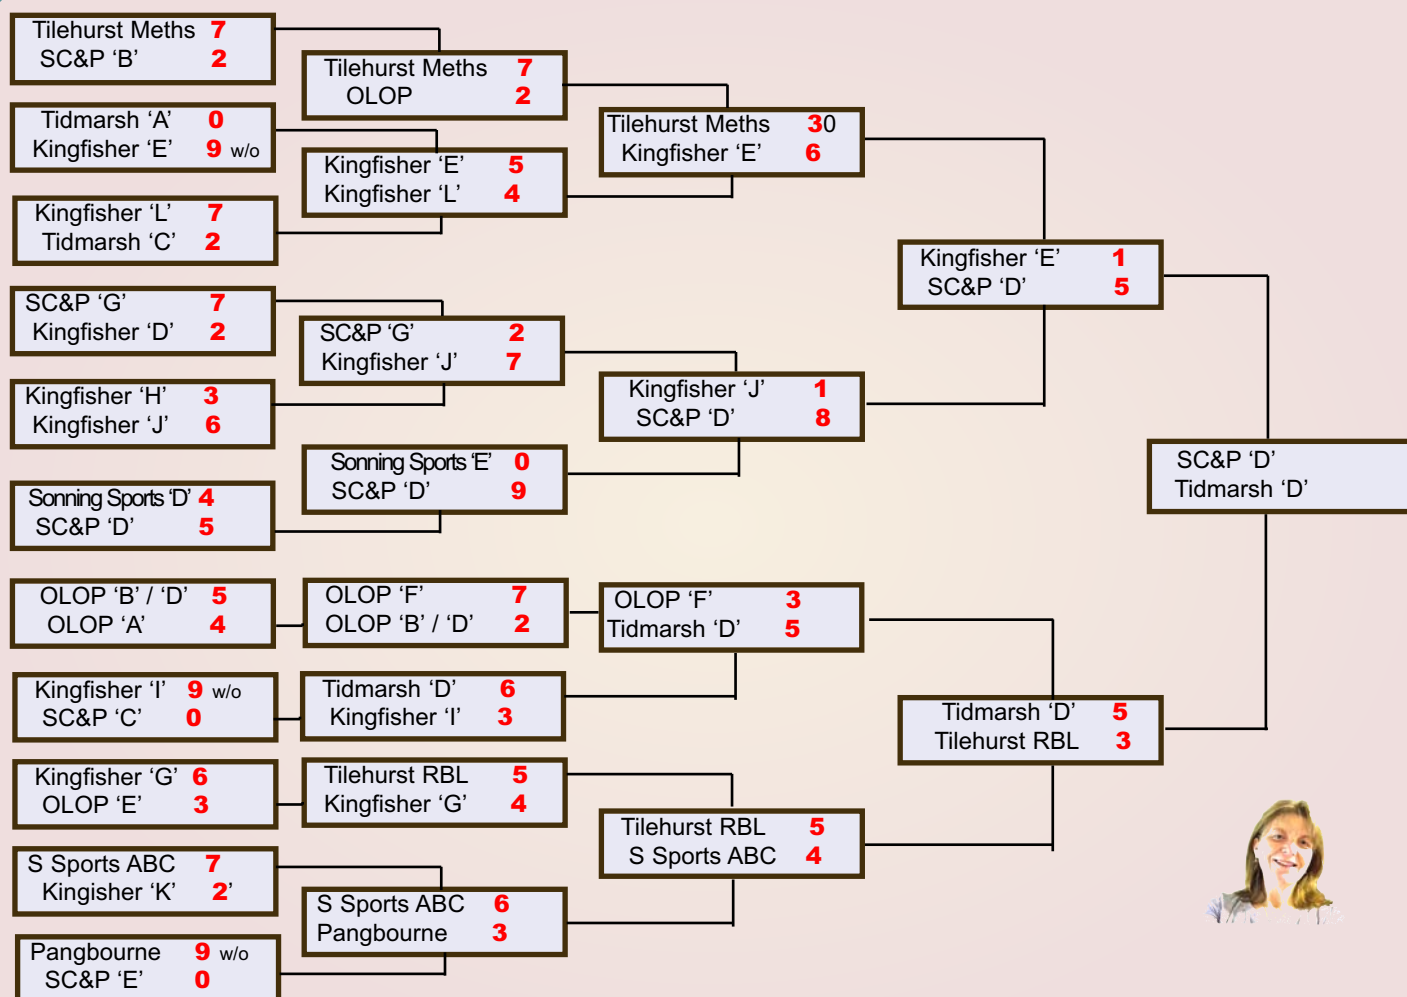 Tilehurst Meths 7
SC&P ‘B’ 2
Tidmarsh ‘A’ 0
Kingfisher ‘E’ 9 w/o
Kingfisher ‘L’ 7
Tidmarsh ‘C’ 2
SC&P ‘G’ 7
Kingfisher ‘D’ 2
Kingfisher ‘H’ 3
Kingfisher ‘J’ 6
Sonning Sports ‘D’ 4
SC&P ‘D’ 5
OLOP ‘B’ / ‘D’ 5
OLOP ‘A’ 4
Kingfisher ‘I’ 9 w/o
SC&P ‘C’ 0
Kingfisher ‘G’ 6
OLOP ‘E’ 3
S Sports ABC 7
Kingisher ‘K’ 2’
Pangbourne 9 w/o
SC&P ‘E’ 0
Tilehurst Meths 7
OLOP 2
Kingfisher ‘E’ 5
Kingfisher ‘L’ 4
SC&P ‘G’ 2
Kingfisher ‘J’ 7
Sonning Sports ‘E’ 0
SC&P ‘D’ 9
OLOP ‘F’ 7
OLOP ‘B’ / ‘D’ 2
Tidmarsh ‘D’ 6
Kingfisher ‘I’ 3
Tilehurst RBL 5
Kingfisher ‘G’ 4
S Sports ABC 6
Pangbourne 3
Tilehurst Meths 30
Kingfisher ‘E’ 6
Kingfisher ‘J’ 1
SC&P ‘D’ 8
OLOP ‘F’ 3
Tidmarsh ‘D’ 5
Tilehurst RBL 5
S Sports ABC 4
Kingfisher ‘E’ 1
SC&P ‘D’ 5
Tidmarsh ‘D’ 5
Tilehurst RBL 3
SC&P ‘D’
Tidmarsh ‘D’